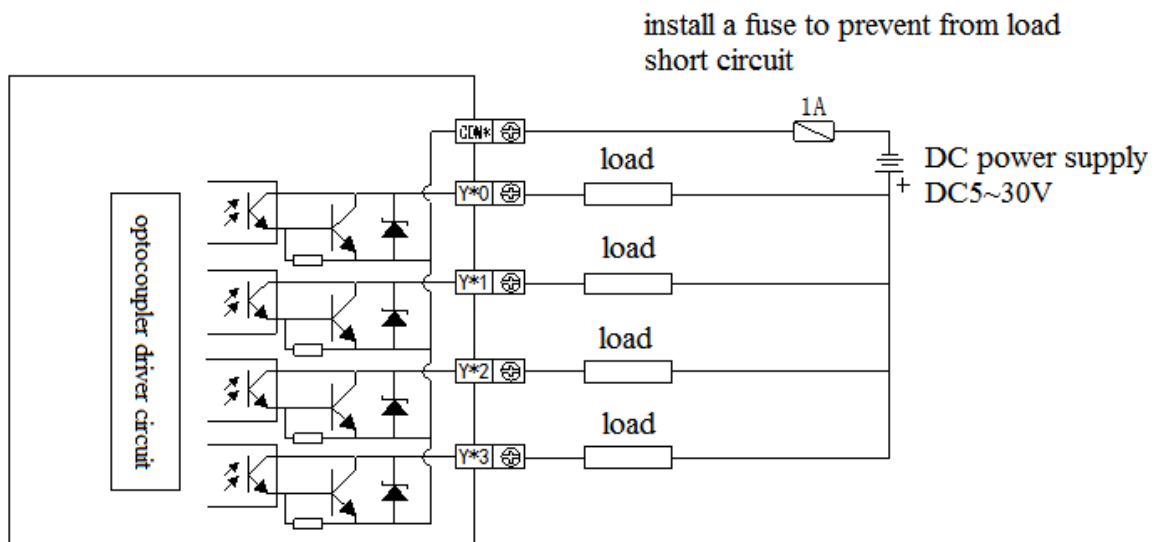 install a fuse to prevent from load
short circuit
1A
COM*
load
DC power supply
+
DC5~30V
Y*0
load
Y*1
load
Y*2
load
Y*3
optocoupler driver circuit